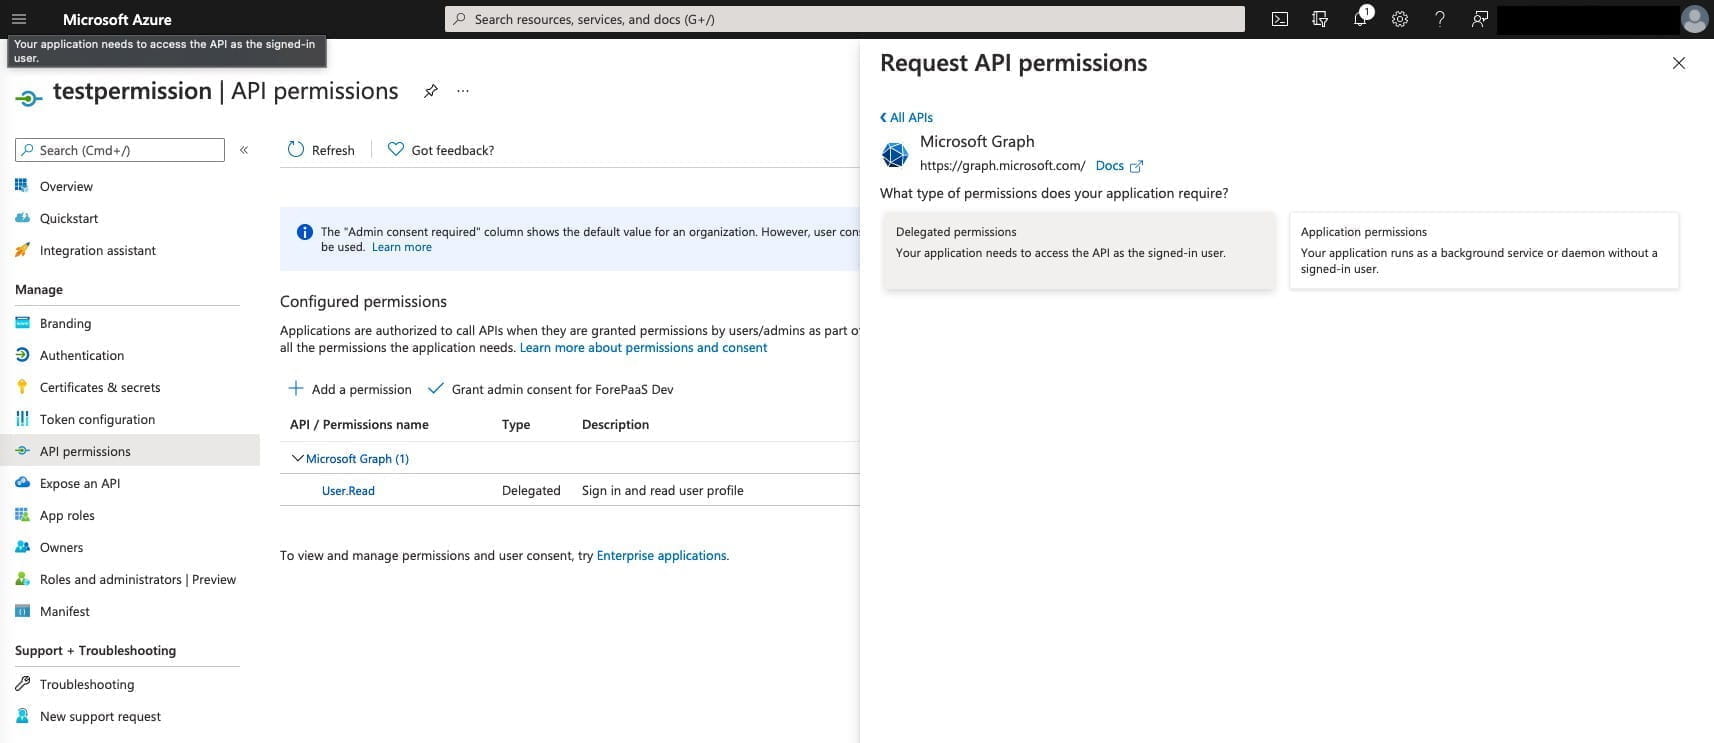 Microsoft Azure
Search resources, services, and docs (G+/)
1
Your application needs to access the API as the signed-in
user.
testpermission | API permissions
...
Search (Cmd+/)
«
Overview
Quickstart
Integration assistant
Manage
Branding
Authentication
Certificates & secrets
Token configuration
API permissions
Expose an API
App roles
Owners
Roles and administrators | Preview
Manifest
Support + Troubleshooting
Troubleshooting
New support request
Refresh
Got feedback?
The "Admin consent required" column shows the default value for an organization. However, user con
be used. Learn more
Configured permissions
Applications are authorized to call APIs when they are granted permissions by users/admins as part o
all the permissions the application needs. Learn more about permissions and consent
Add a permission
Grant admin consent for ForePaaS Dev
API / Permissions name Type Description
Microsoft Graph (1)
User.Read Delegated Sign in and read user profile
To view and manage permissions and user consent, try Enterprise applications.
Request API permissions
All APIs
Microsoft Graph
https://graph.microsoft.com/ Docs
What type of permissions does your application require?
Delegated permissions
Your application needs to access the API as the signed-in user.
Application permissions
Your application runs as a background service or daemon without a
signed-in user.